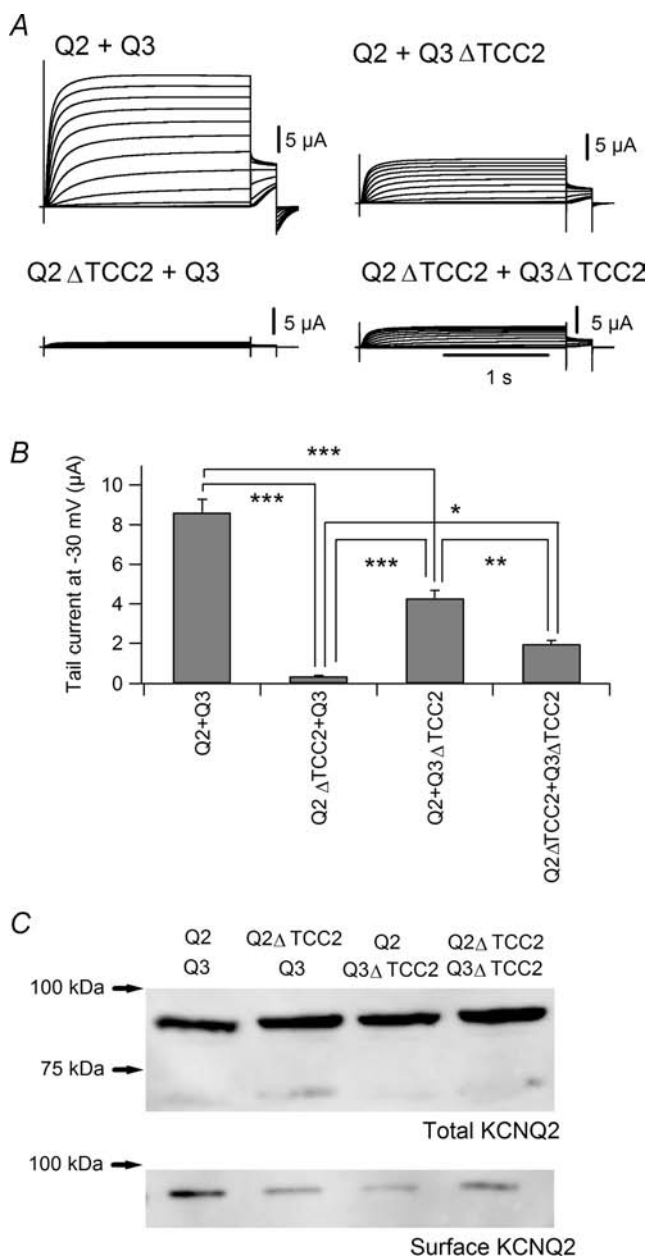 A
Q2 + Q3
Q2 + Q3 ΔTCC2
5 µA
5 µA
Q2 ΔTCC2 + Q3
Q2 ΔTCC2 + Q3ΔTCC2
5 µA
5 µA
1 s
B
Tail current at -30 mV (µA)
10
8
6
4
2
0
***
***
*
***
**
Q2+Q3
Q2 ΔTCC2+Q3
Q2+Q3 ΔTCC2
Q2ΔTCC2+Q3ΔTCC2
C
Q2 Q2Δ TCC2 Q2 Q2Δ TCC2
Q3 Q3 Q3Δ TCC2 Q3Δ TCC2
100 kDa
75 kDa
Total KCNQ2
100 kDa
Surface KCNQ2